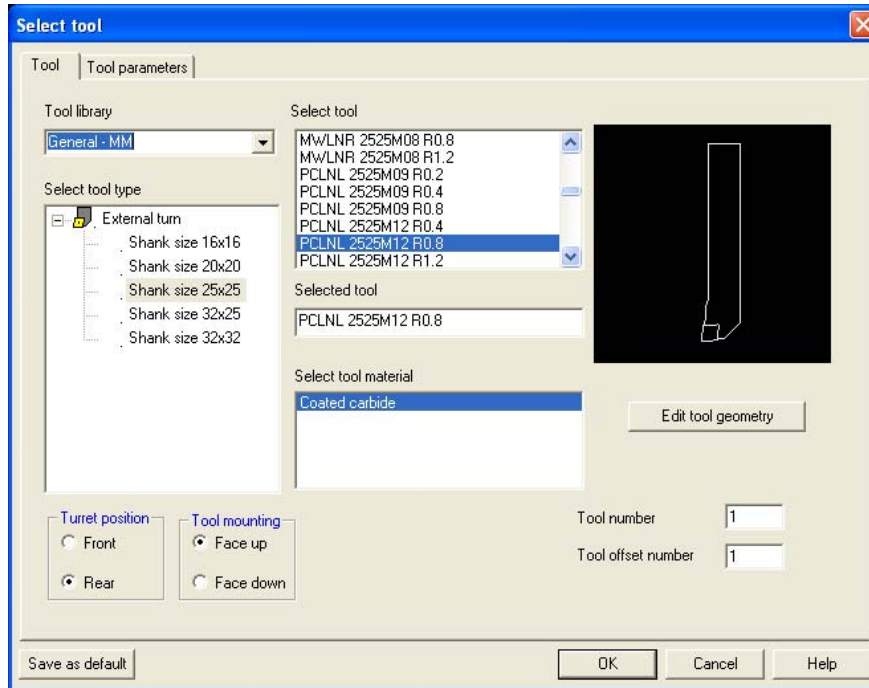 Select tool
Tool
Tool parameters
Tool library
General - MM
Select tool type
External turn
Shank size 16x16
Shank size 20x20
Shank size 25x25
Shank size 32x25
Shank size 32x32
Select tool
MWLNR 2525M08 R0.8
MWLNR 2525M08 R1.2
PCLNL 2525M09 R0.2
PCLNL 2525M09 R0.4
PCLNL 2525M09 R0.8
PCLNL 2525M12 R0.4
PCLNL 2525M12 R0.8
PCLNL 2525M12 R1.2
Selected tool
PCLNL 2525M12 R0.8
Select tool material
Coated carbide
Edit tool geometry
Turret position
Front
Rear
Tool mounting
Face up
Face down
Tool number
1
Tool offset number
1
Save as default
OK
Cancel
Help